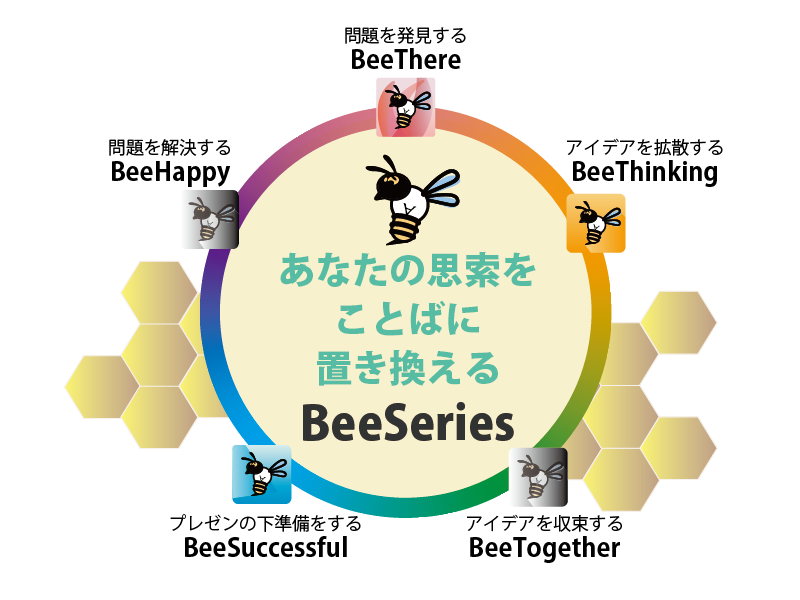 問題を発見する
BeeThere
問題を解決する
BeeHappy
アイデアを拡散する
BeeThinking
あなたの思索を
ことばに
置き換える
BeeSeries
プレゼンの下準備をする
BeeSuccessful
アイデアを収束する
BeeTogether